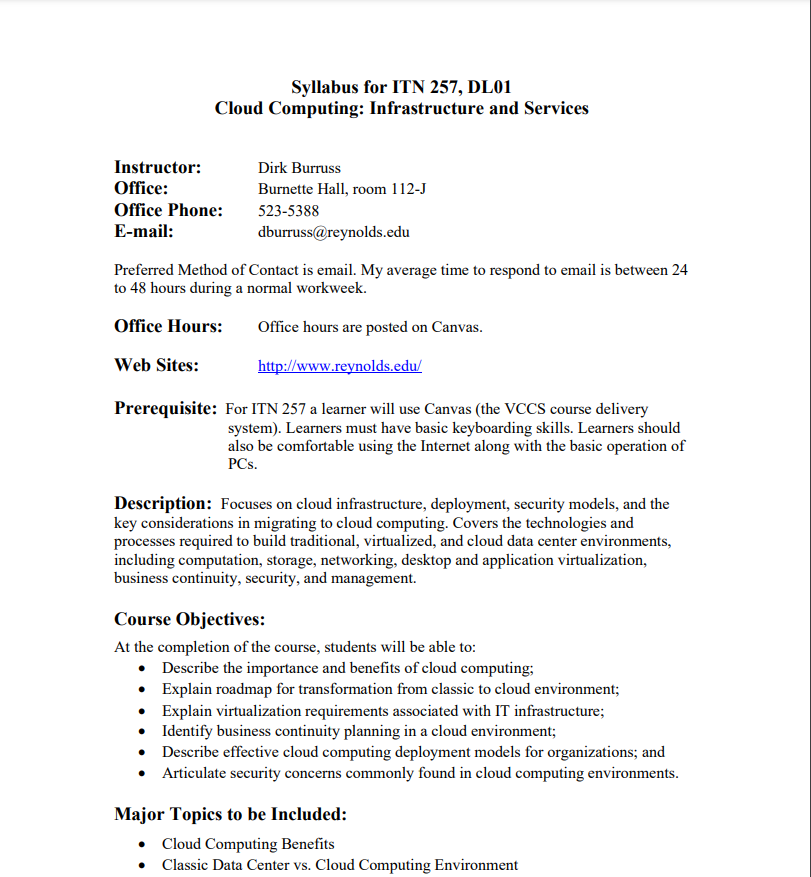 Syllabus for ITN 257, DL01
Cloud Computing: Infrastructure and Services
Instructor: Dirk Burruss
Office: Burnette Hall, room 112-J
Office Phone: 523-5388
E-mail: dburruss@reynolds.edu
Preferred Method of Contact is email. My average time to respond to email is between 24
to 48 hours during a normal workweek.
Office Hours: Office hours are posted on Canvas.
Web Sites: http://www.reynolds.edu/
Prerequisite: For ITN 257 a learner will use Canvas (the VCCS course delivery
system). Learners must have basic keyboarding skills. Learners should
also be comfortable using the Internet along with the basic operation of
PCs.
Description: Focuses on cloud infrastructure, deployment, security models, and the
key considerations in migrating to cloud computing. Covers the technologies and
processes required to build traditional, virtualized, and cloud data center environments,
including computation, storage, networking, desktop and application virtualization,
business continuity, security, and management.
Course Objectives:
At the completion of the course, students will be able to:
• Describe the importance and benefits of cloud computing;
• Explain roadmap for transformation from classic to cloud environment;
• Explain virtualization requirements associated with IT infrastructure;
• Identify business continuity planning in a cloud environment;
• Describe effective cloud computing deployment models for organizations; and
• Articulate security concerns commonly found in cloud computing environments.
Major Topics to be Included:
• Cloud Computing Benefits
• Classic Data Center vs. Cloud Computing Environment